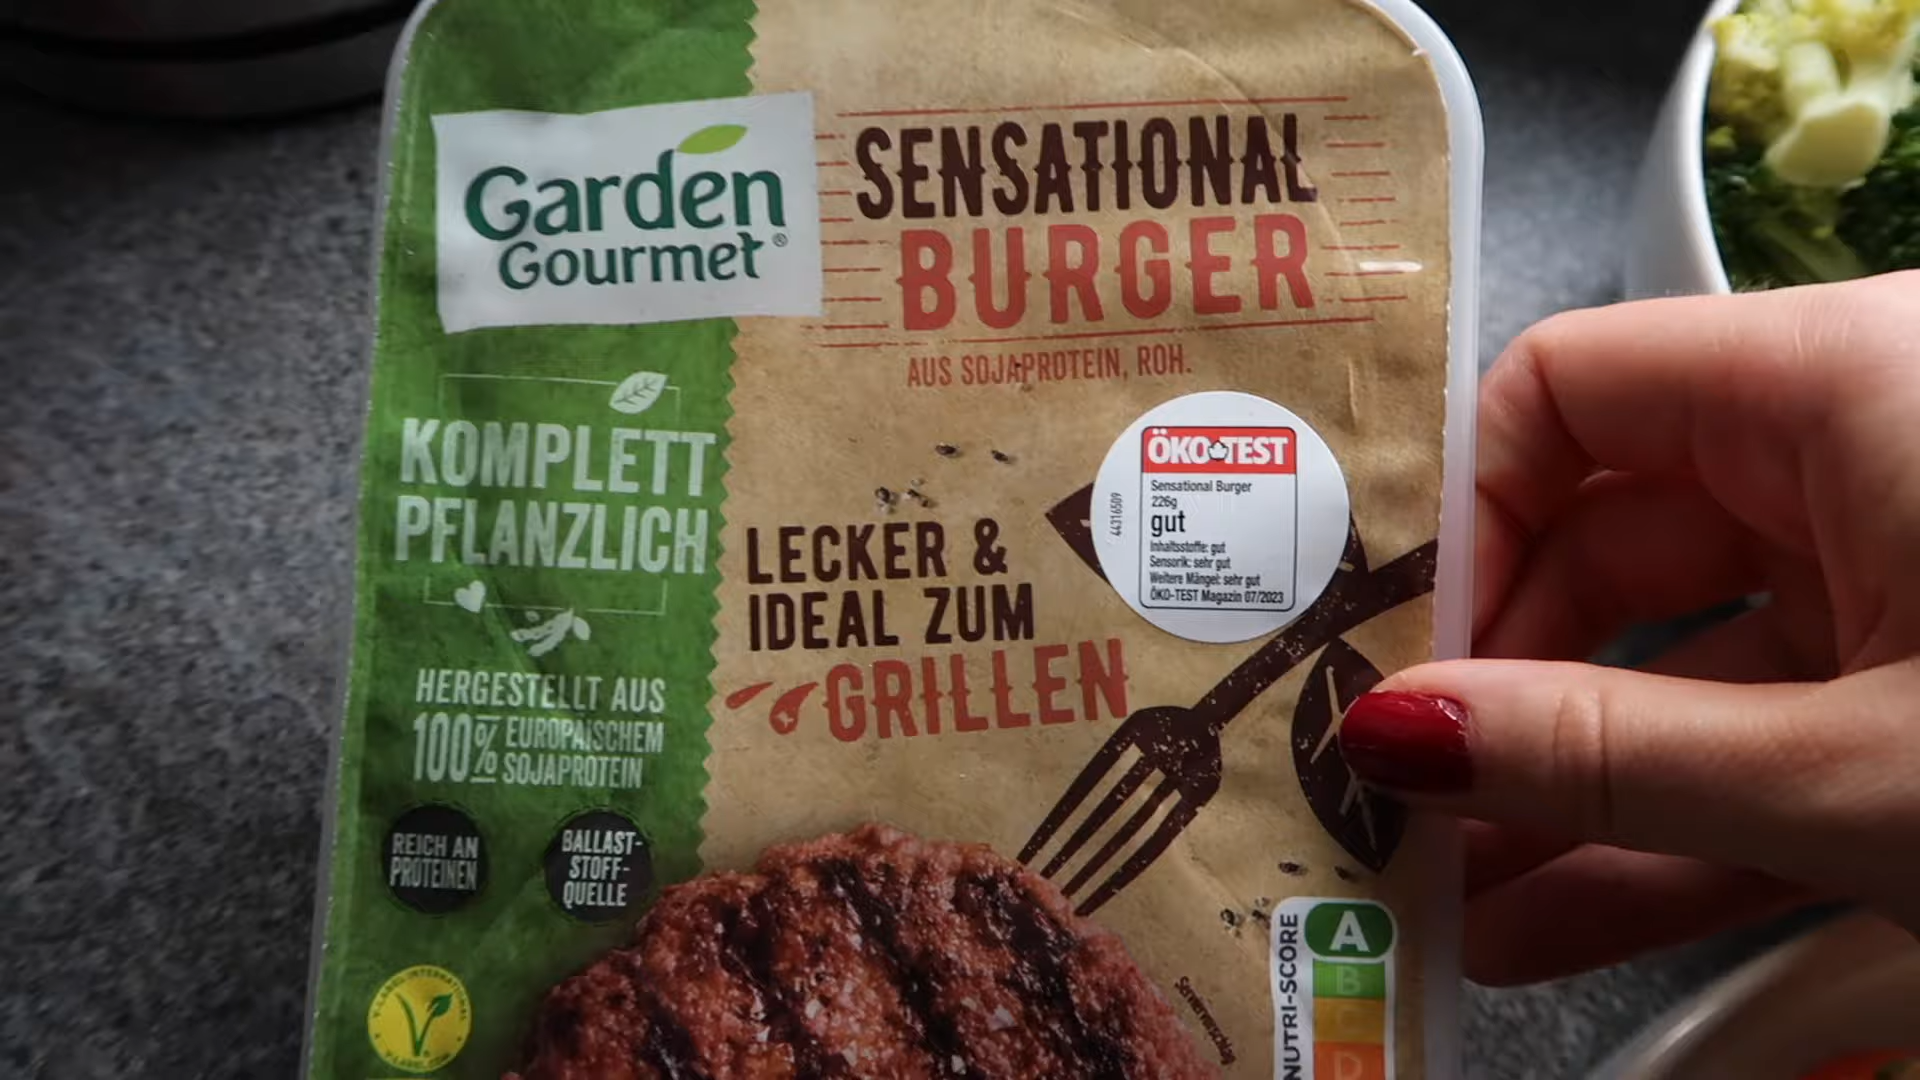 Garden
Gourmet®
SENSATIONAL
BURGER
AUS SOJAPROTEIN, ROH.
KOMPLETT
PFLANZLICH
ÖKO-TEST
Sensational Burger
226g
gut
Inhaltsstoffe: gut
Sensorik: sehr gut
Weitere Mängel: sehr gut
ÖKO-TEST Magazin 07/2023
44316509
LECKER &
IDEAL ZUM
GRILLEN
HERGESTELLT AUS
100% EUROPÄISCHEM
SOJAPROTEIN
REICH AN
PROTEINEN
BALLAST-
STOFF-
QUELLE
Serviervorschlag
NUTRI-SCORE
A
B
C
D